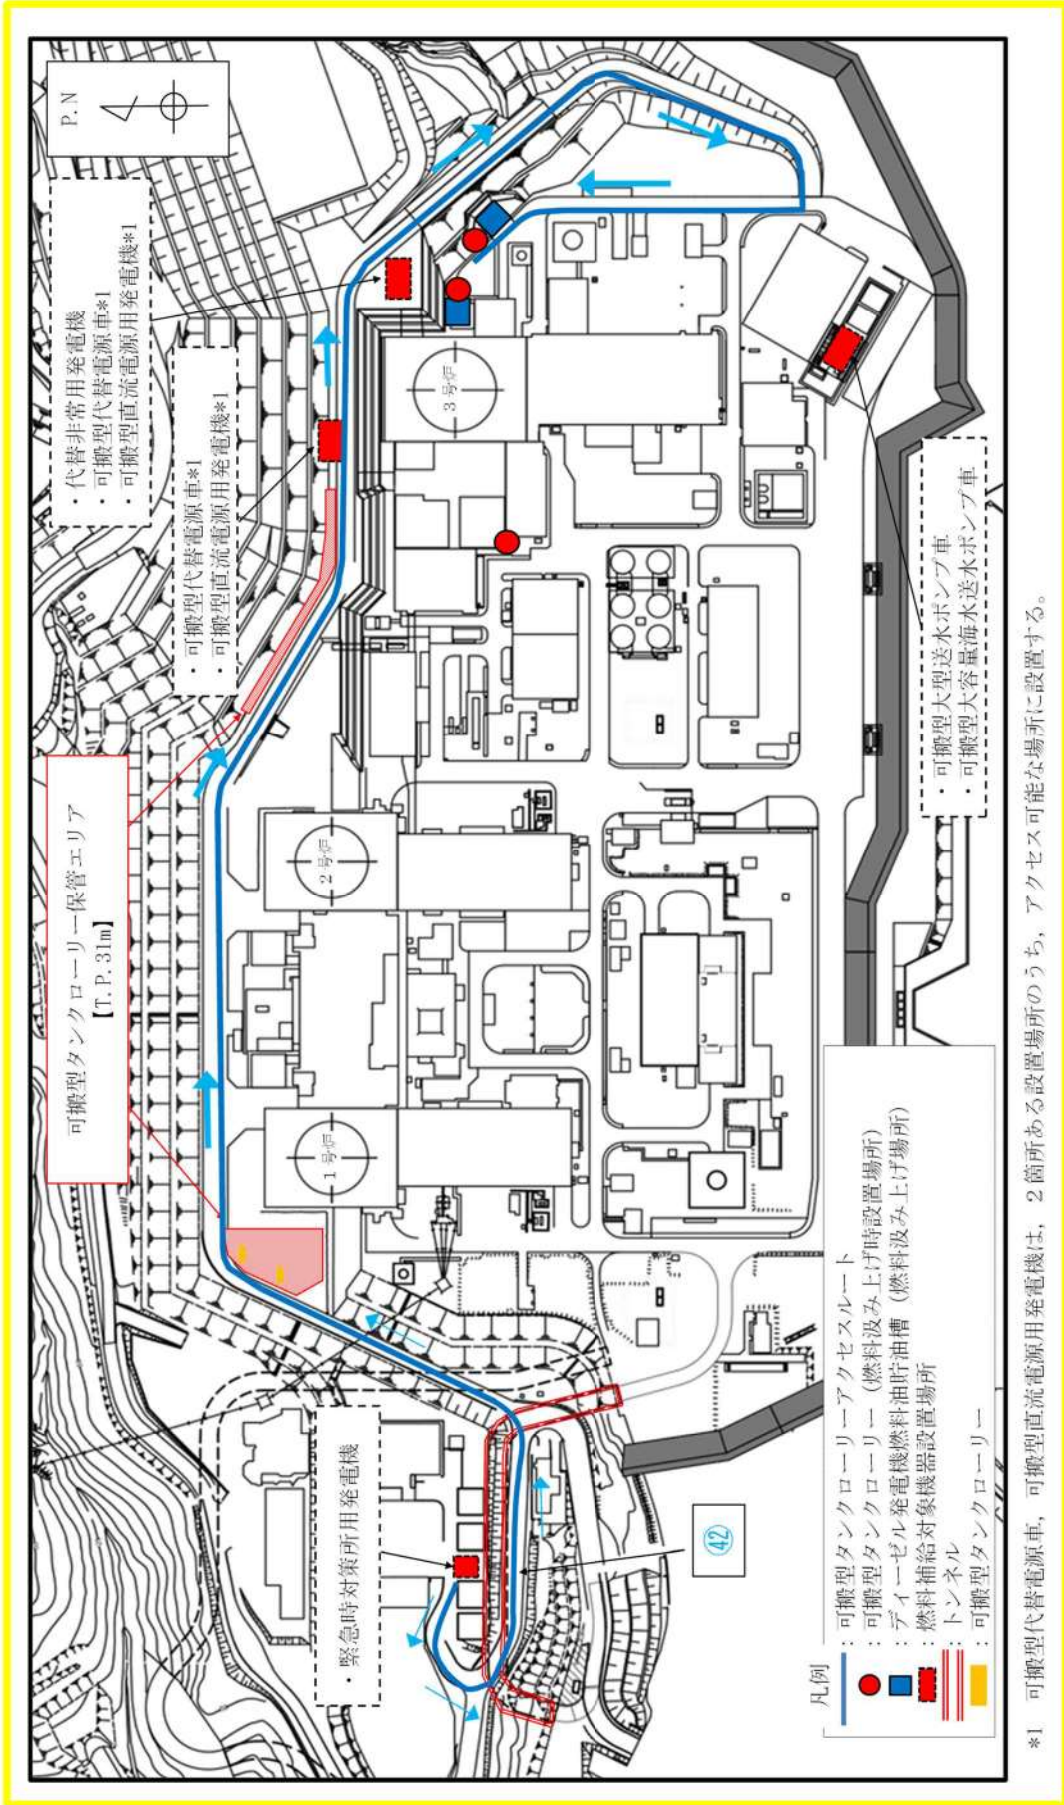 P.N
・代替非常用発電機
・可搬型代替電源車*1
・可搬型直流電源用発電機*1
・可搬型代替電源車*1
・可搬型直流電源用発電機*1
可搬型タンクローリー保管エリア
【T.P.31m】
・緊急時対策所用発電機
1号炉
2号炉
3号炉
㊷
・可搬型大型送水ポンプ車
・可搬型大容量海水送水ポンプ車
凡例
：可搬型タンクローリーアクセスルート
：可搬型タンクローリー（燃料汲み上げ時設置場所）
：ディーゼル発電機燃料油貯油槽（燃料汲み上げ場所）
：燃料補給対象機器設置場所
：トンネル
：可搬型タンクローリー
*1 可搬型代替電源車，可搬型直流電源用発電機は，2箇所ある設置場所のうち，アクセス可能な場所に設置する。